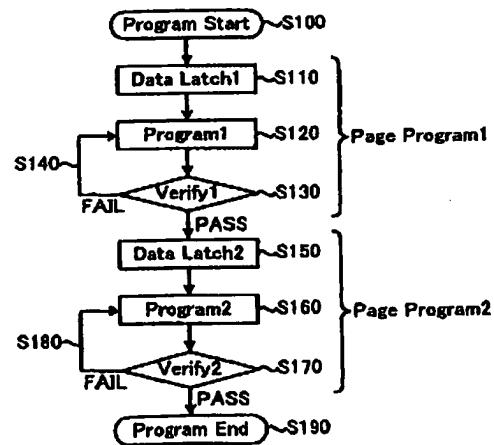 Program Start S100
Data Latch1 S110
Program1 S120
Page Program1
S140
Verify1 S130
FAIL
PASS
Data Latch2 S150
Program2 S160
Page Program2
S180
Verify2 S170
FAIL
PASS
Program End S190